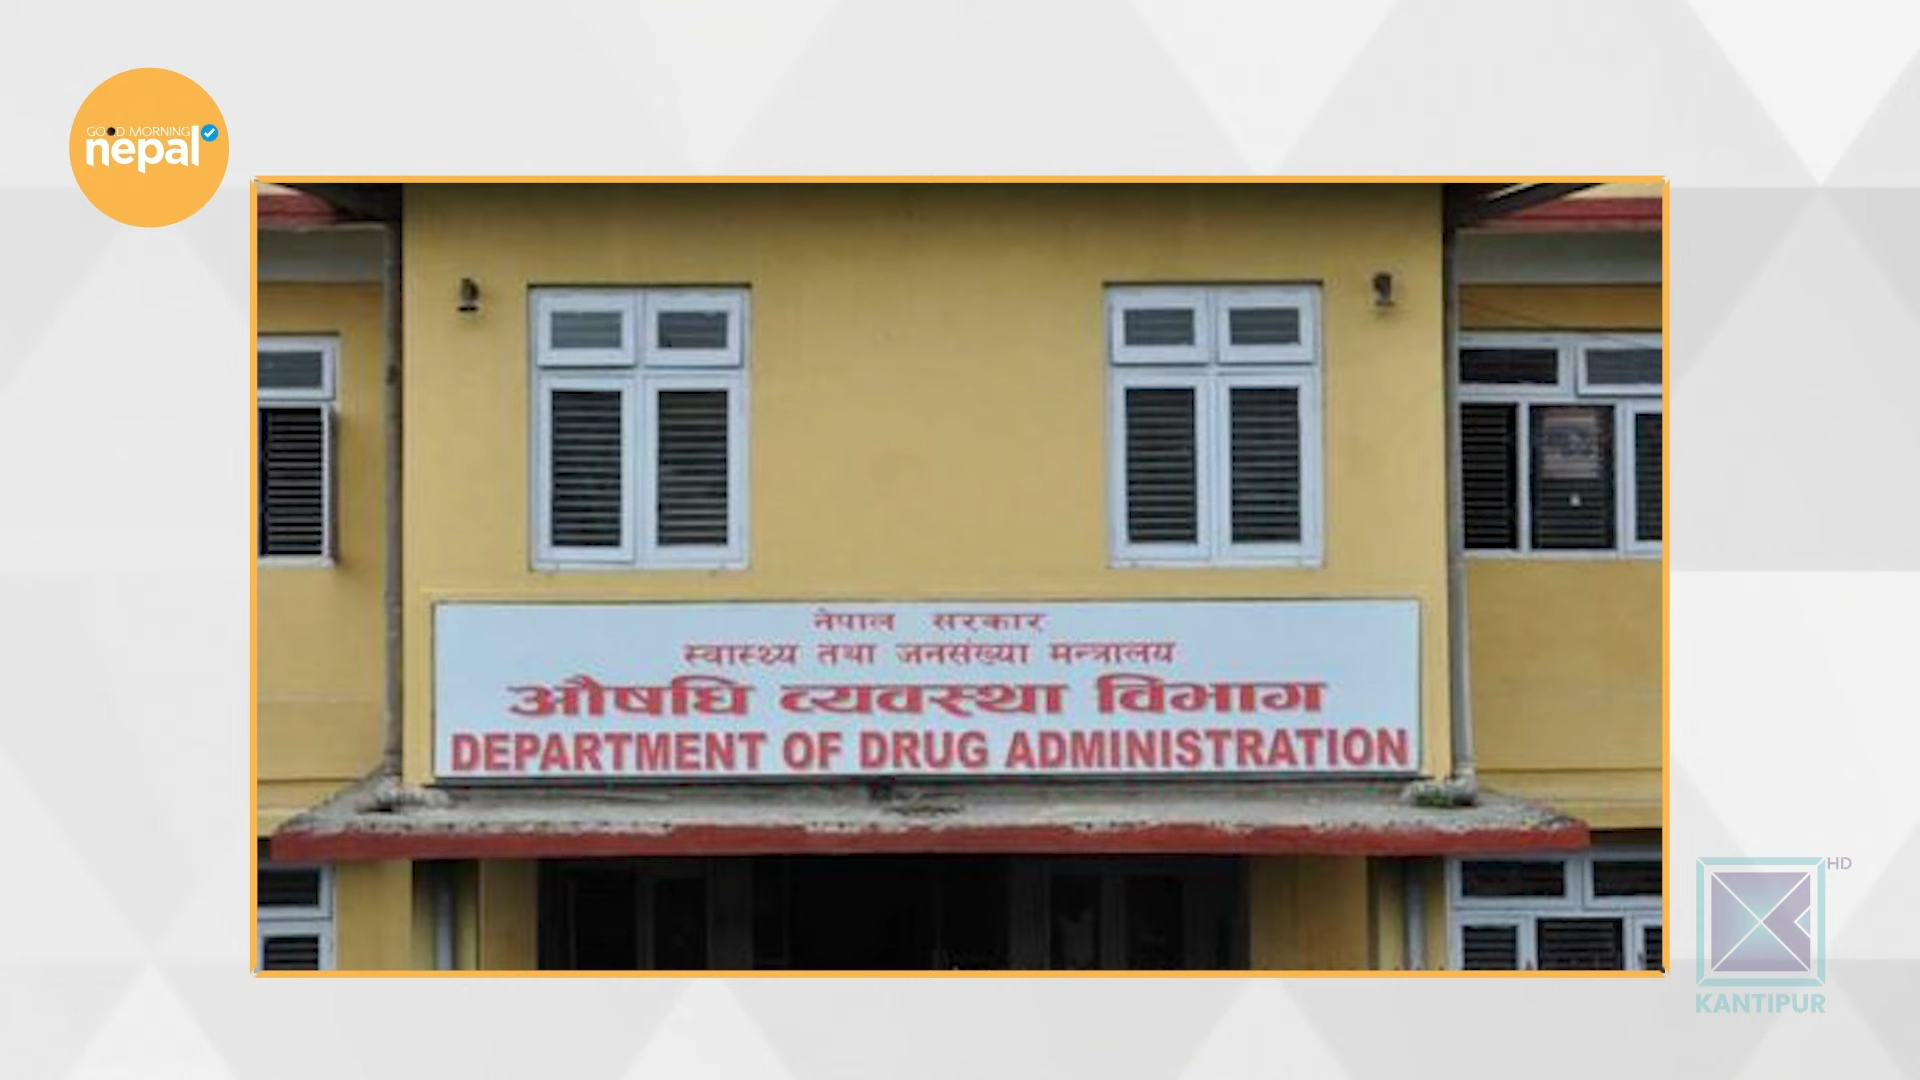 GOOD MORNING
nepal
नेपाल सरकार
स्वास्थ्य तथा जनसंख्या मन्त्रालय
औषधि व्यवस्था विभाग
DEPARTMENT OF DRUG ADMINISTRATION
HD
KANTIPUR